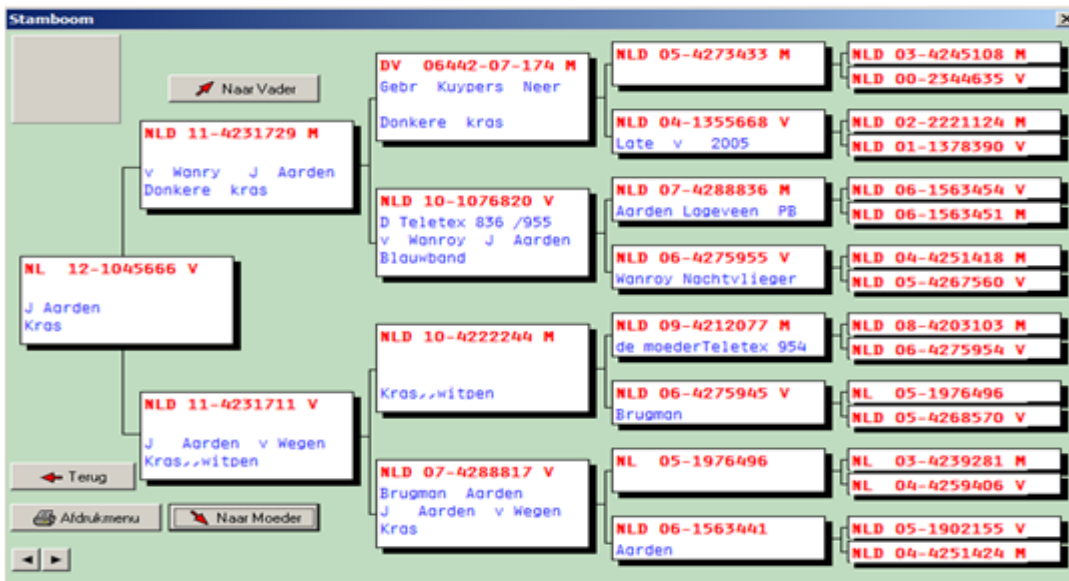 Stamboom
Naar Vader
NL 12-1045666 V
J Aarden
Kras
NLD 11-4231729 M
v Wanry J Aarden
Donkere kras
NLD 11-4231711 V
J Aarden v Wegen
Kras,,witpen
DV 06442-07-174 M
Gebr Kuypers Neer
Donkere kras
NLD 10-1076820 V
D Teletex 836 /955
v Wanroy J Aarden
Blauwband
NLD 10-4222244 M
Kras,,witpen
NLD 07-4288817 V
Brugman Aarden
J Aarden v Wegen
Kras
NLD 05-4273433 M
NLD 04-1355668 V
Late v 2005
NLD 07-4288836 M
Aarden Lageveen PB
NLD 06-4275955 V
Wanroy Nachtvlieger
NLD 09-4212077 M
de moederTeletex 954
NLD 06-4275945 V
Brugman
NL 05-1976496
NLD 06-1563441
Aarden
NLD 03-4245108 M
NLD 00-2344635 V
NLD 02-2221124 M
NLD 01-1378390 V
NLD 06-1563454 V
NLD 06-1563451 M
NLD 04-4251418 M
NLD 05-4267560 V
NLD 08-4203103 M
NLD 06-4275954 V
NL 05-1976496
NLD 05-4268570 V
NL 03-4239281 M
NL 04-4259406 V
NLD 05-1902155 V
NLD 04-4251424 M
Terug
Afdrukmenu
Naar Moeder